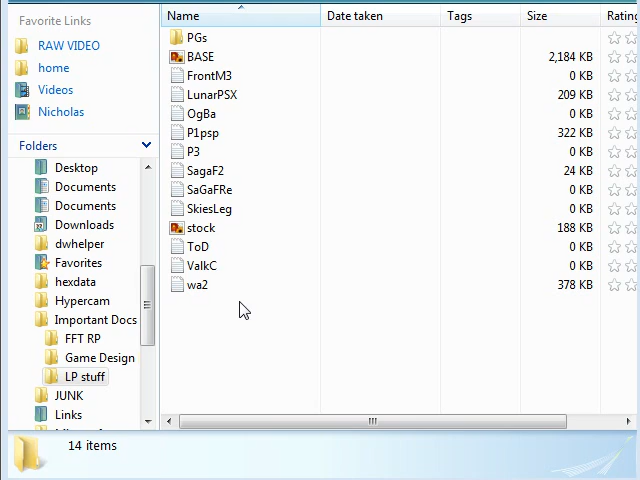 Favorite Links
RAW VIDEO
home
Videos
Nicholas
Folders
Desktop
Documents
Documents
Downloads
dwhelper
Favorites
hexdata
Hypercam
Important Docs
FFT RP
Game Design
LP stuff
JUNK
Links
Name Date taken Tags Size Rating
PGs
BASE 2,184 KB
FrontM3 0 KB
LunarPSX 209 KB
OgBa 0 KB
P1psp 322 KB
P3 0 KB
SagaF2 24 KB
SaGaFRe 0 KB
SkiesLeg 0 KB
stock 188 KB
ToD 0 KB
ValkC 0 KB
wa2 378 KB
14 items